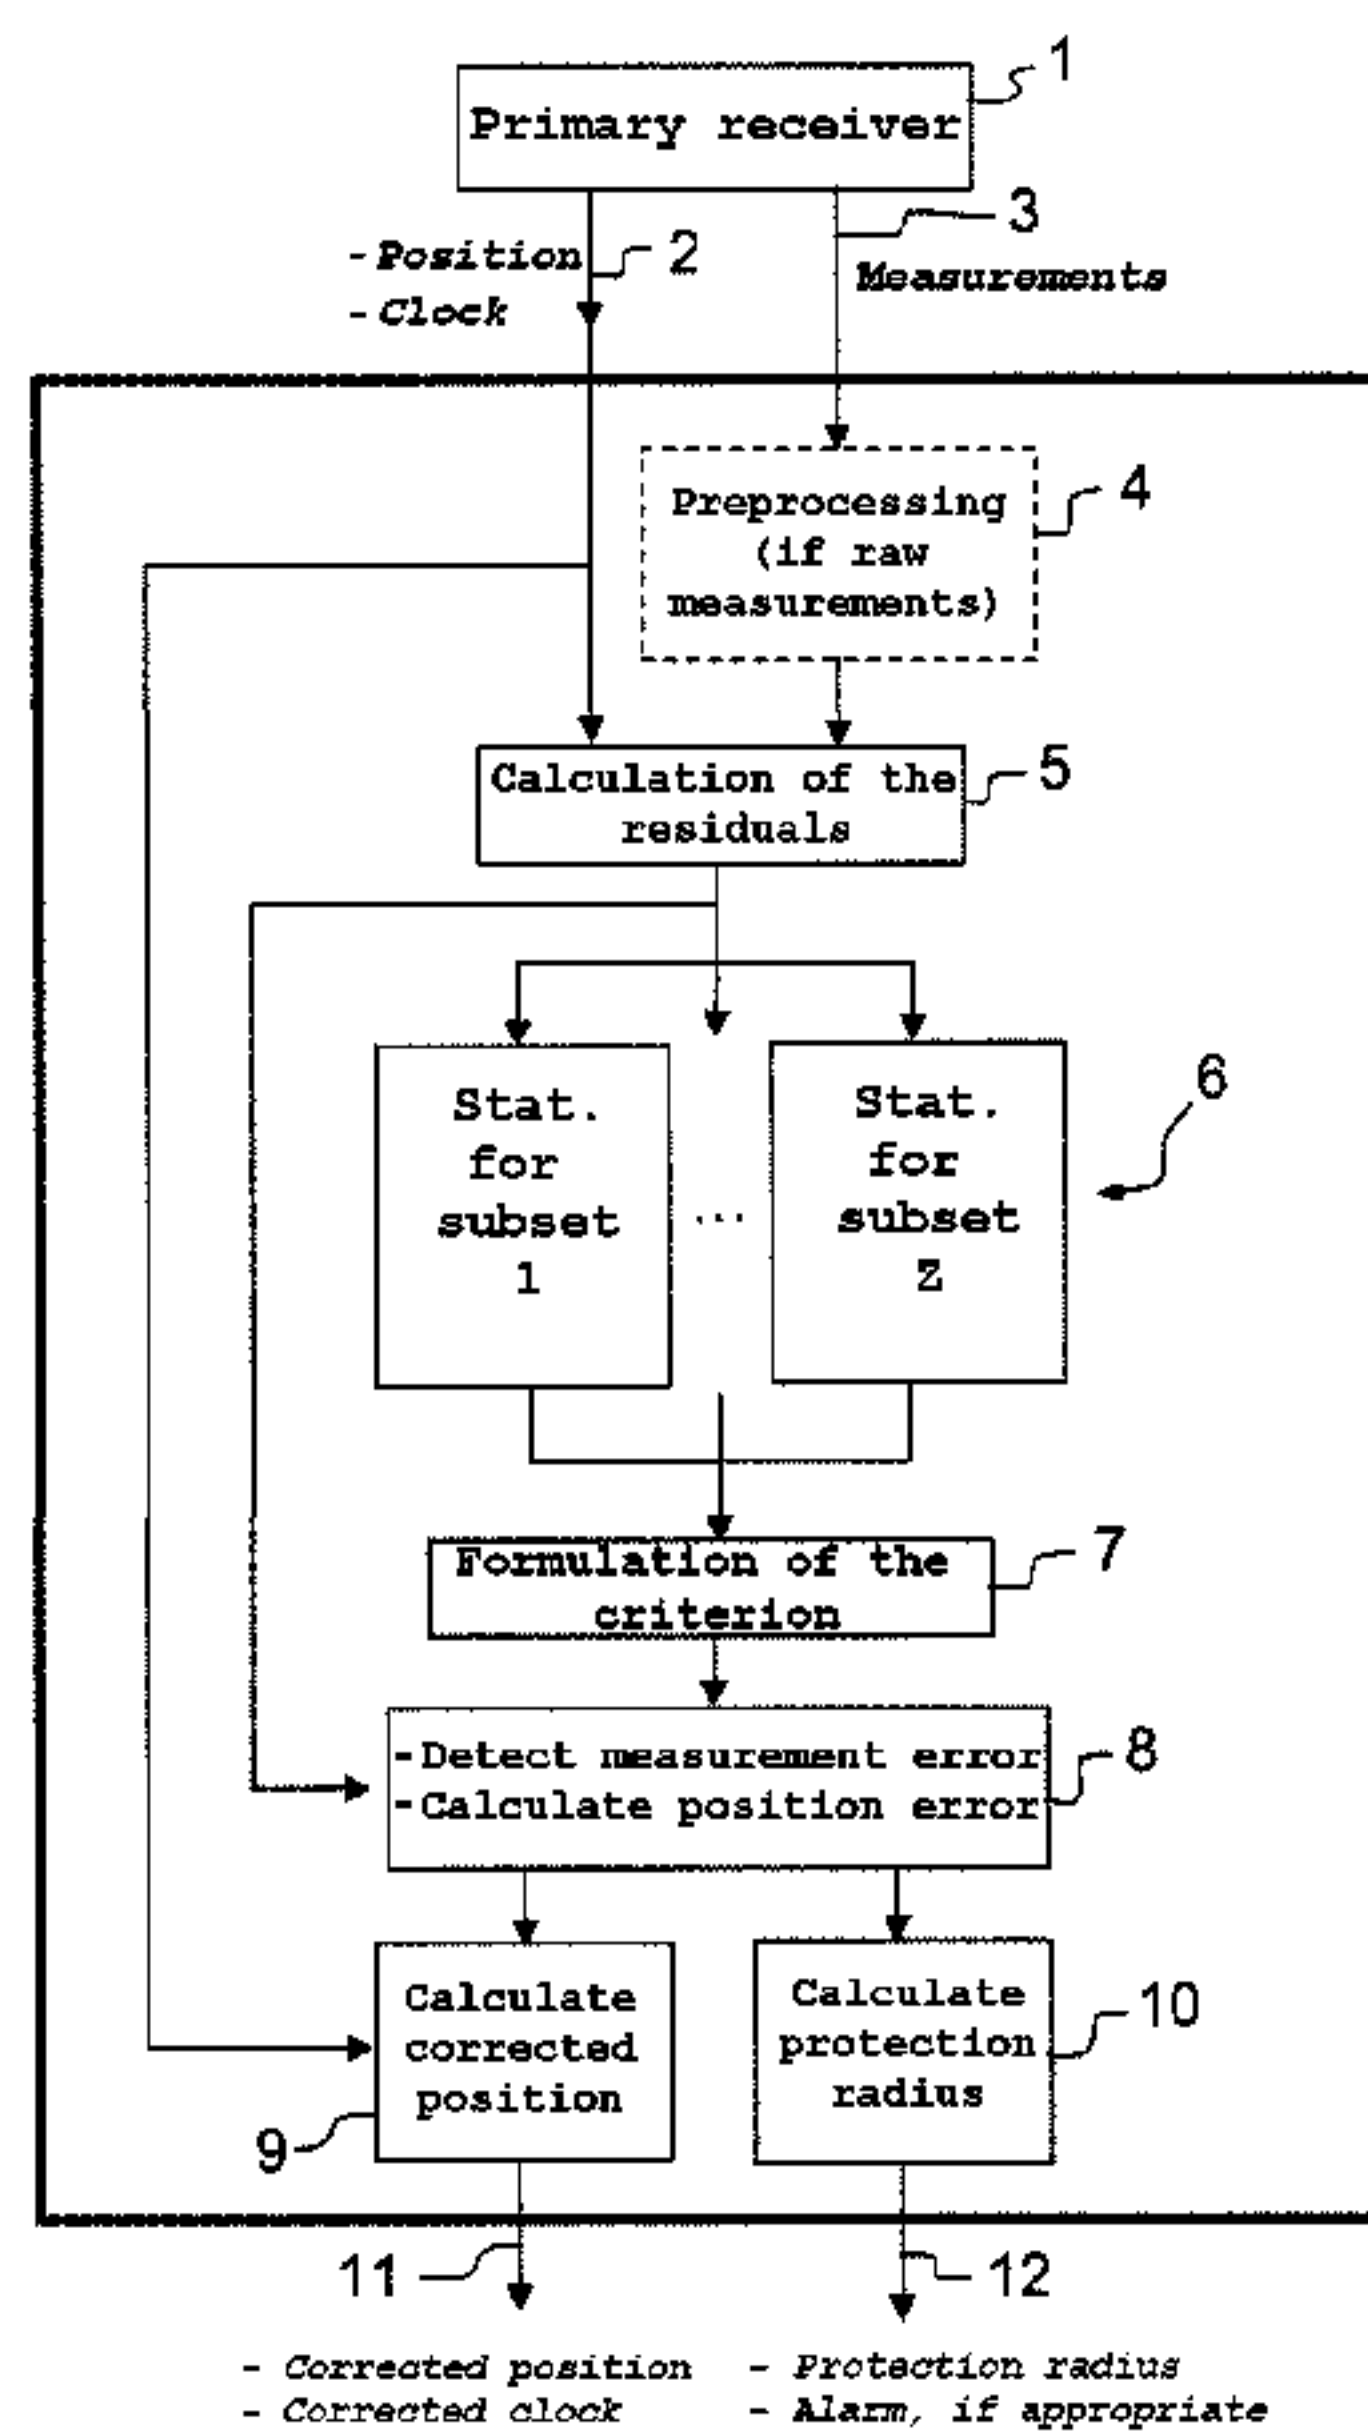 1
Primary receiver
3
2
- Position
- Clock
Measurements
4
Preprocessing
(if raw
measurements)
5
Calculation of the
residuals
6
Stat.
for
subset
1
...
Stat.
for
subset
Z
7
Formulation of the
criterion
8
- Detect measurement error
- Calculate position error
Calculate
corrected
position
9
Calculate
protection
radius
10
11
12
- Corrected position
- Corrected clock
- Protection radius
- Alarm, if appropriate